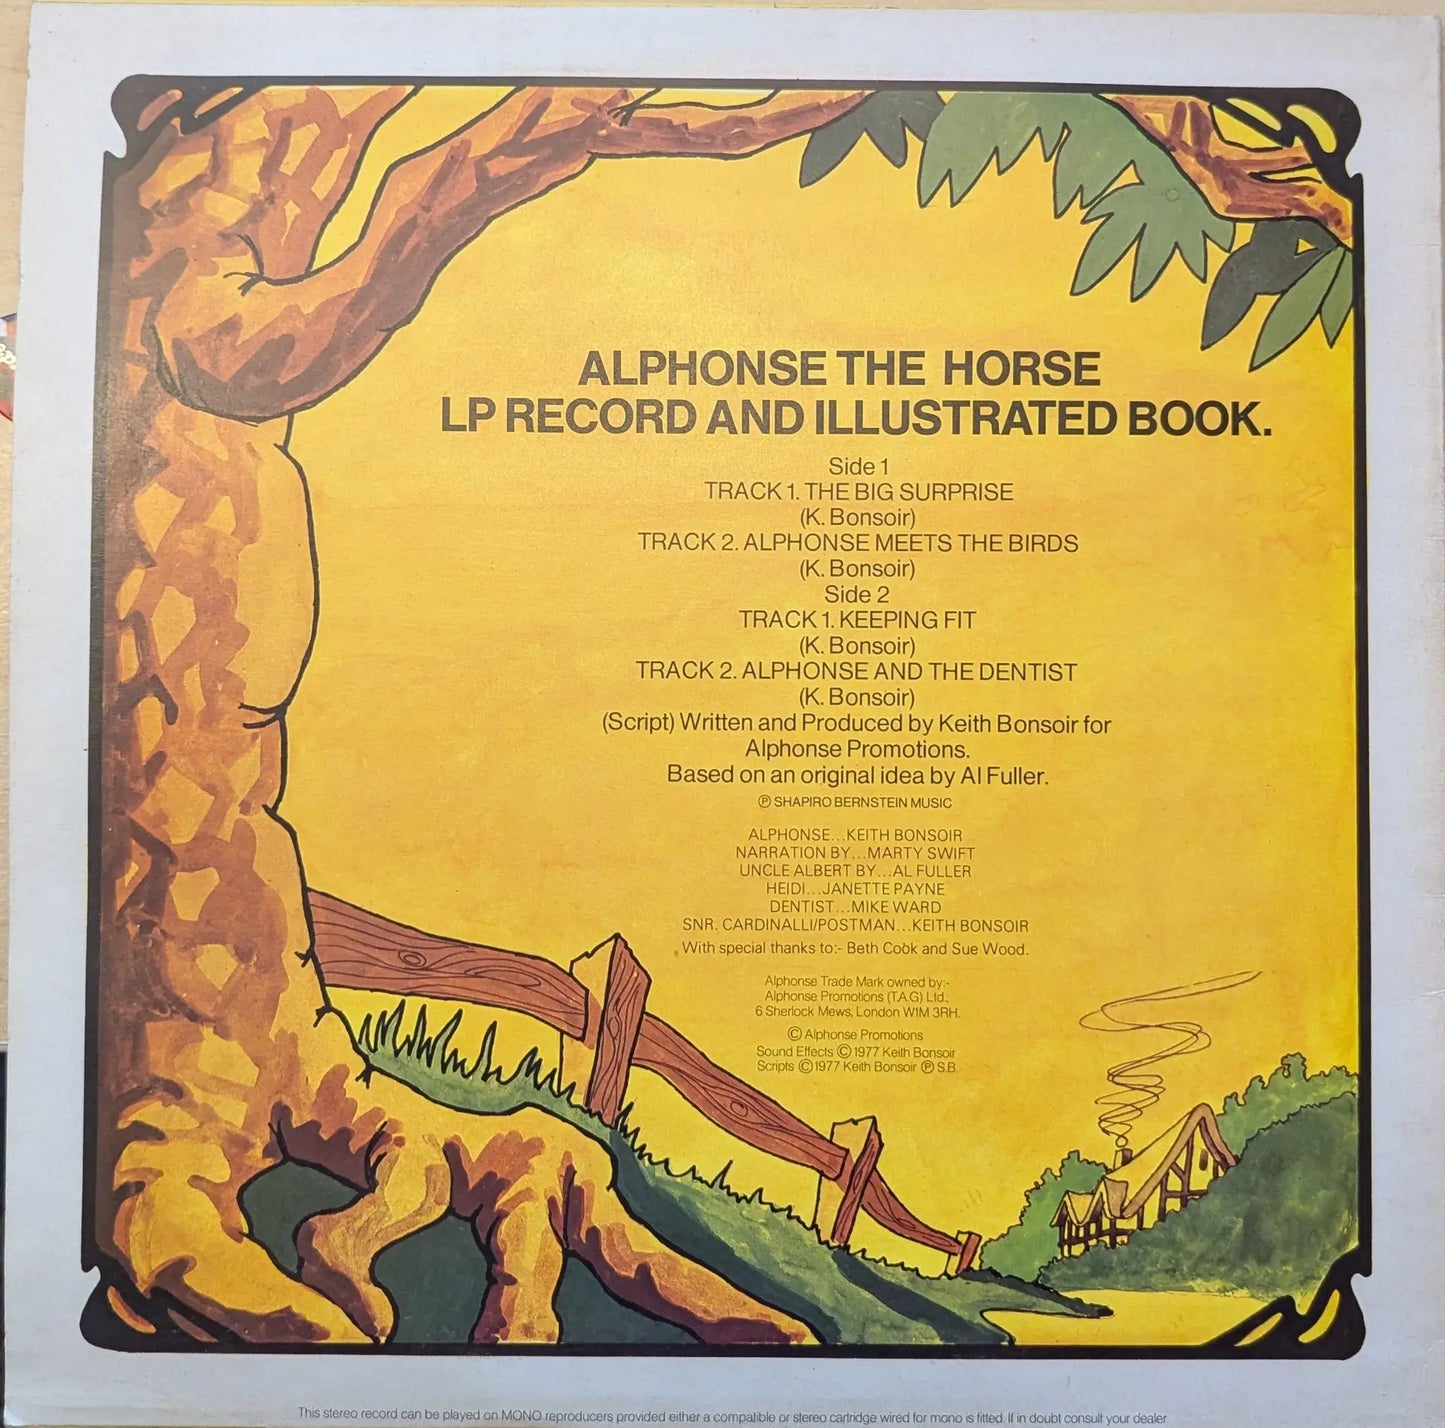 ALPHONSE THE HORSE
LP RECORD AND ILLUSTRATED BOOK.
Side 1
TRACK 1. THE BIG SURPRISE
(K. Bonsoir)
TRACK 2. ALPHONSE MEETS THE BIRDS
(K. Bonsoir)
Side 2
TRACK 1. KEEPING FIT
(K. Bonsoir)
TRACK 2. ALPHONSE AND THE DENTIST
(K. Bonsoir)
(Script) Written and Produced by Keith Bonsoir for
Alphonse Promotions.
Based on an original idea by Al Fuller.
℗ SHAPIRO BERNSTEIN MUSIC
ALPHONSE...KEITH BONSOIR
NARRATION BY...MARTY SWIFT
UNCLE ALBERT BY...AL FULLER
HEIDI...JANETTE PAYNE
DENTIST...MIKE WARD
SNR. CARDINALLI/POSTMAN...KEITH BONSOIR
With special thanks to:- Beth Cook and Sue Wood.
Alphonse Trade Mark owned by:-
Alphonse Promotions (T.A.G) Ltd.,
6 Sherlock Mews, London W1M 3RH.
© Alphonse Promotions
Sound Effects © 1977 Keith Bonsoir
Scripts © 1977 Keith Bonsoir ℗ S.B.
This stereo record can be played on MONO reproducers provided either a compatible or stereo cartridge wired for mono is fitted. If in doubt consult your dealer.